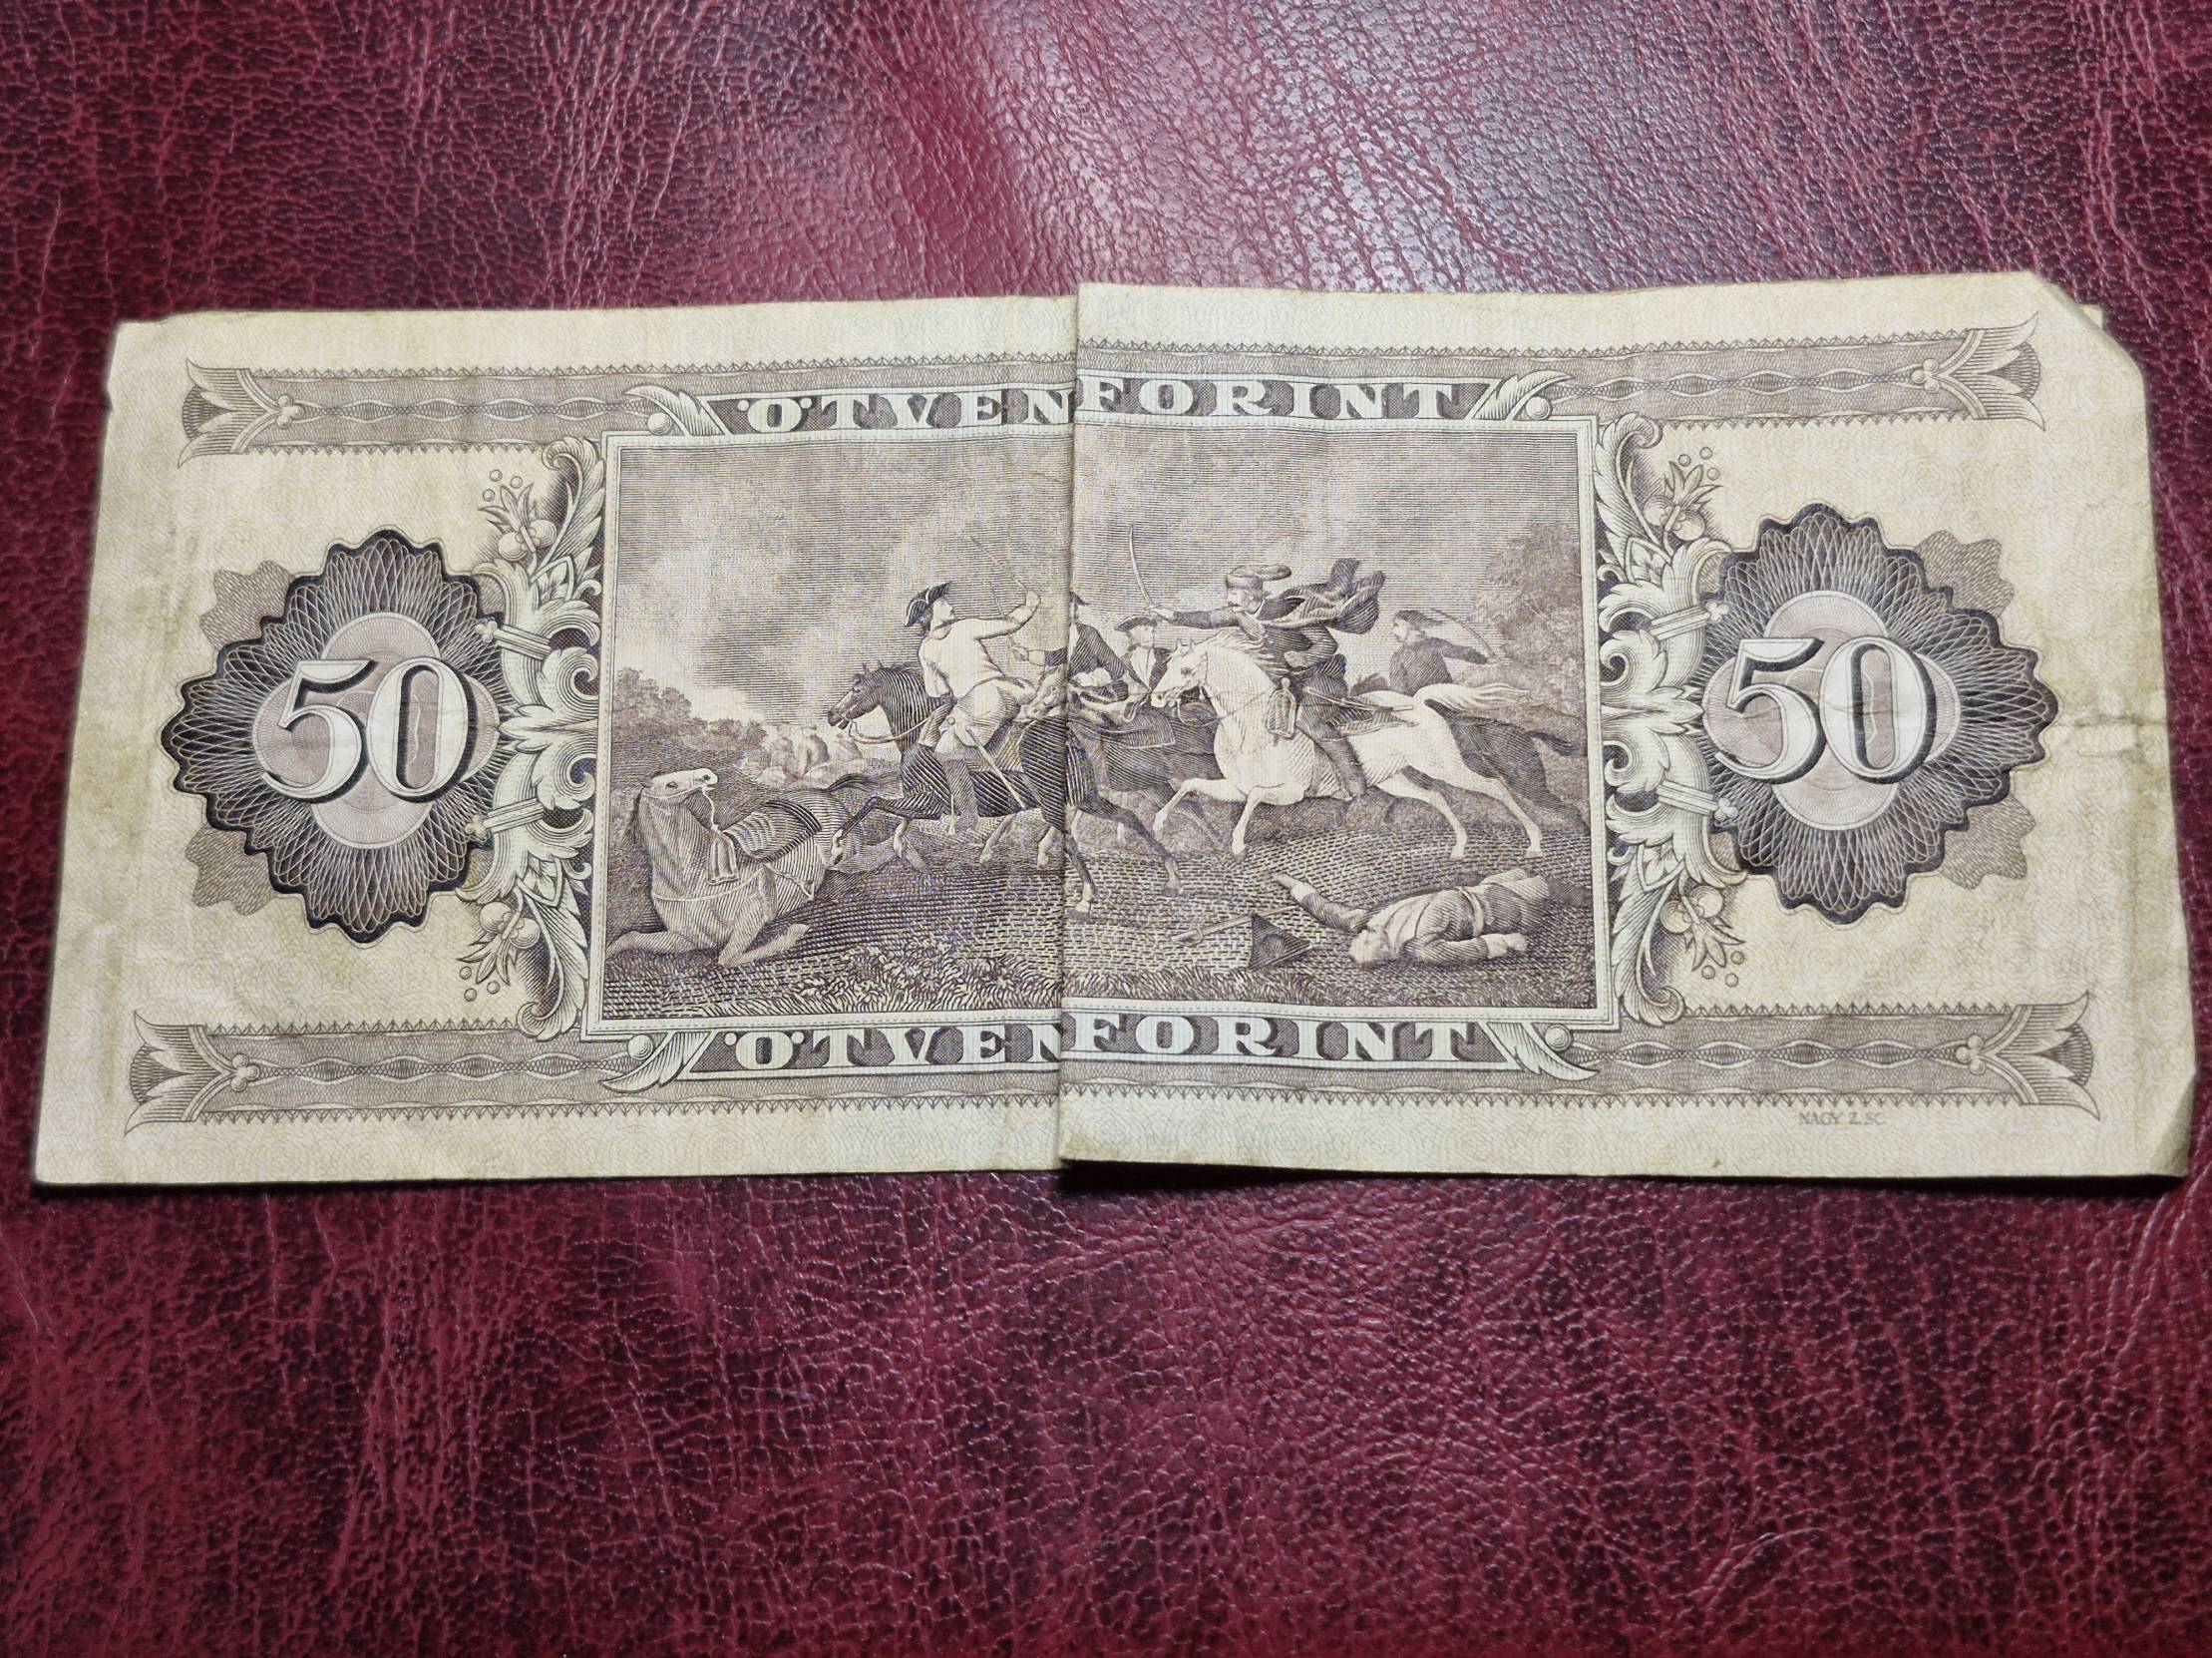 ÖTVEN FORINT
50 50
ÖTVEN FORINT
NAGY Z. SC.